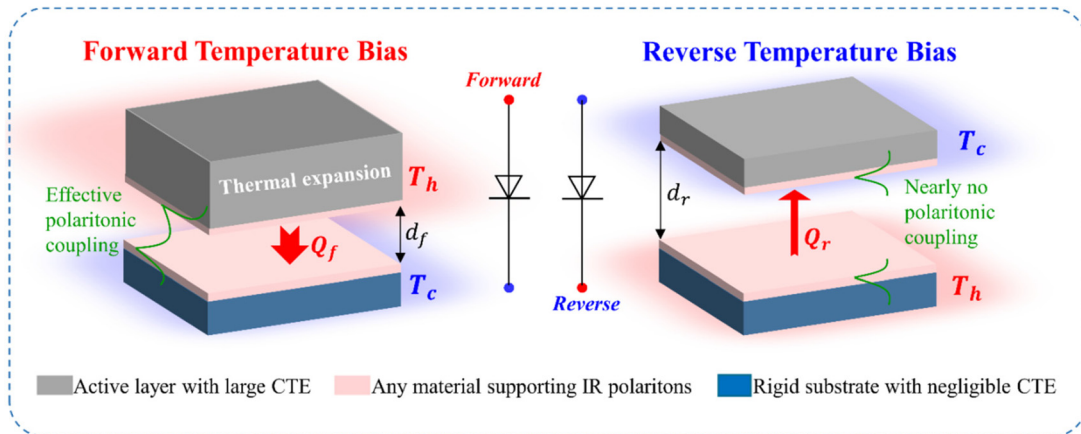 Forward Temperature Bias
Reverse Temperature Bias
Forward
Thermal expansion
T_h
Effective
polaritonic
coupling
Q_f
d_f
T_c
Reverse
T_c
d_r
Nearly no
polaritonic
coupling
Q_r
T_h
Active layer with large CTE
Any material supporting IR polaritons
Rigid substrate with negligible CTE